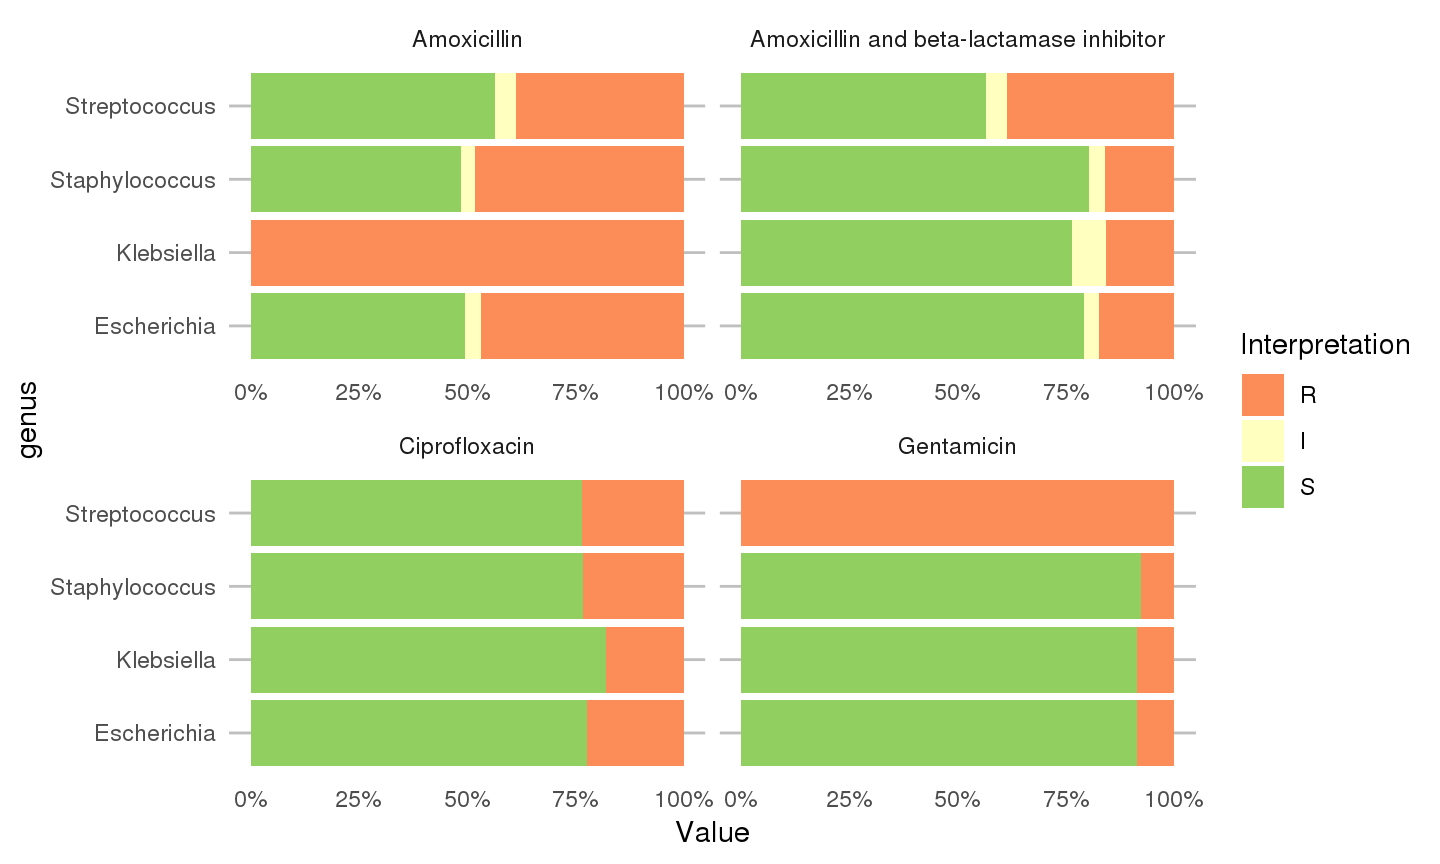 Amoxicillin
Amoxicillin and beta-lactamase inhibitor
Streptococcus
Staphylococcus
Klebsiella
Escherichia
0% 25% 50% 75% 100% 0% 25% 50% 75% 100%
genus
Ciprofloxacin
Gentamicin
Streptococcus
Staphylococcus
Klebsiella
Escherichia
0% 25% 50% 75% 100% 0% 25% 50% 75% 100%
Value
Interpretation
R
I
S